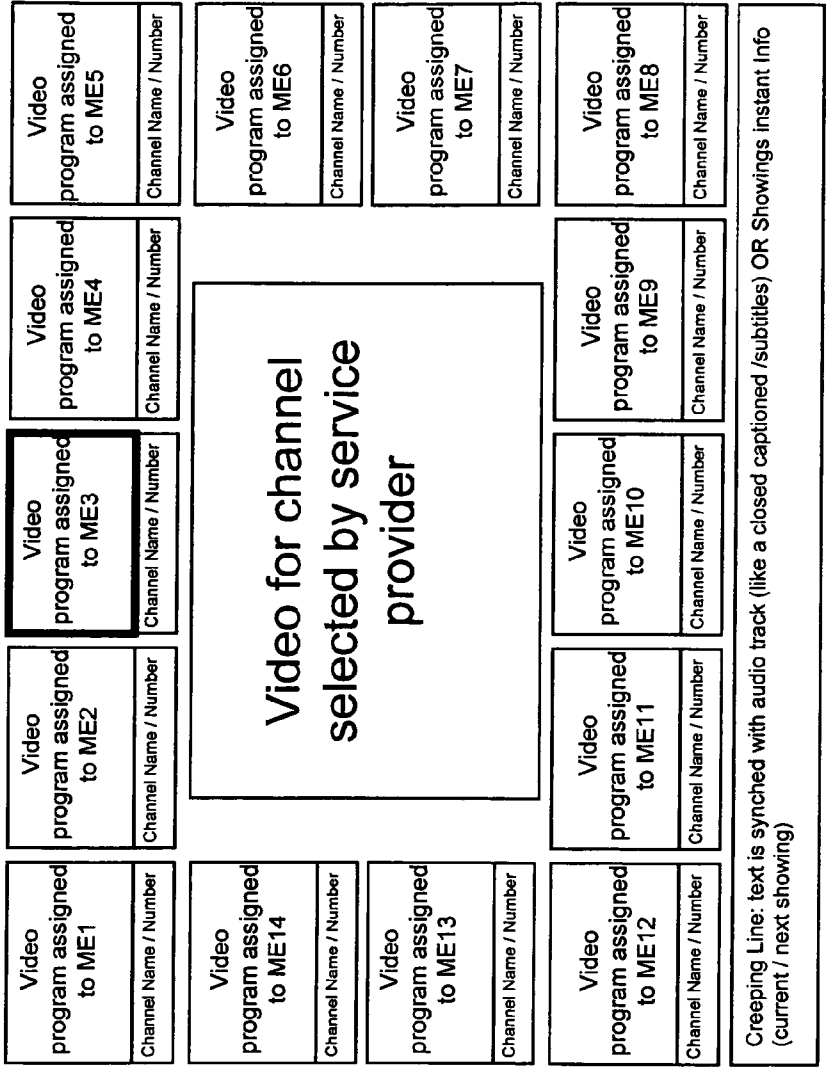 Video
program assigned
to ME1
Channel Name / Number
Video
program assigned
to ME2
Channel Name / Number
Video
program assigned
to ME3
Channel Name / Number
Video
program assigned
to ME4
Channel Name / Number
Video
program assigned
to ME5
Channel Name / Number
Video
program assigned
to ME14
Channel Name / Number
Video for channel
selected by service
provider
Video
program assigned
to ME6
Channel Name / Number
Video
program assigned
to ME13
Channel Name / Number
Video
program assigned
to ME7
Channel Name / Number
Video
program assigned
to ME12
Channel Name / Number
Video
program assigned
to ME11
Channel Name / Number
Video
program assigned
to ME10
Channel Name / Number
Video
program assigned
to ME9
Channel Name / Number
Video
program assigned
to ME8
Channel Name / Number
Creeping Line: text is synched with audio track (like a closed captioned /subtitles) OR Showings instant Info
(current / next showing)